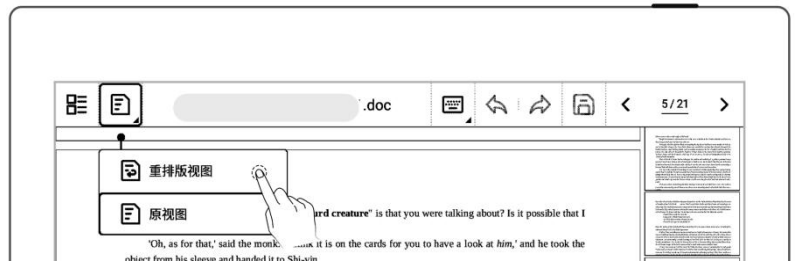 .doc
5/21
重排版视图
原视图
urd creature" is that you were talking about? Is it possible that I
'Oh, as for that,' said the monk. it is on the cards for you to have a look at him,' and he took the
object from his sleeve and handed it to Shi-yin